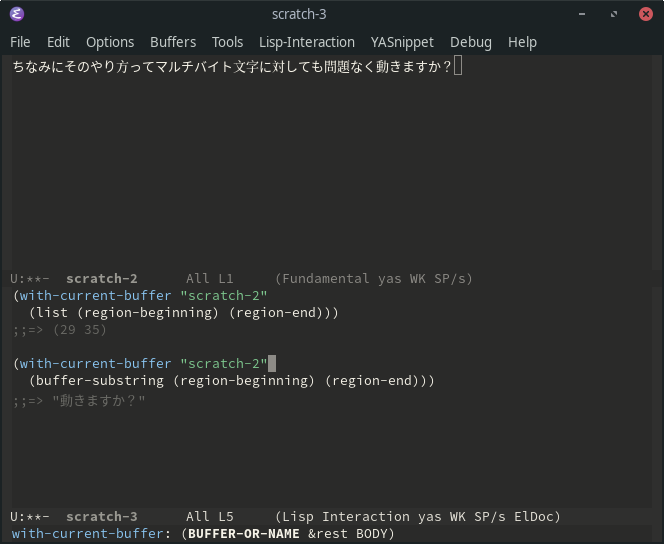 scratch-3
File Edit Options Buffers Tools Lisp-Interaction YASnippet Debug Help
ちなみにそのやり方ってマルチバイト文字に対しても問題なく動きますか？
U:**- scratch-2 All L1 (Fundamental yas WK SP/s)
(with-current-buffer "scratch-2"
(list (region-beginning) (region-end)))
;;=> (29 35)
(with-current-buffer "scratch-2"
(buffer-substring (region-beginning) (region-end)))
;;=> "動きますか？"
U:**- scratch-3 All L5 (Lisp Interaction yas WK SP/s ElDoc)
with-current-buffer: (BUFFER-OR-NAME &rest BODY)